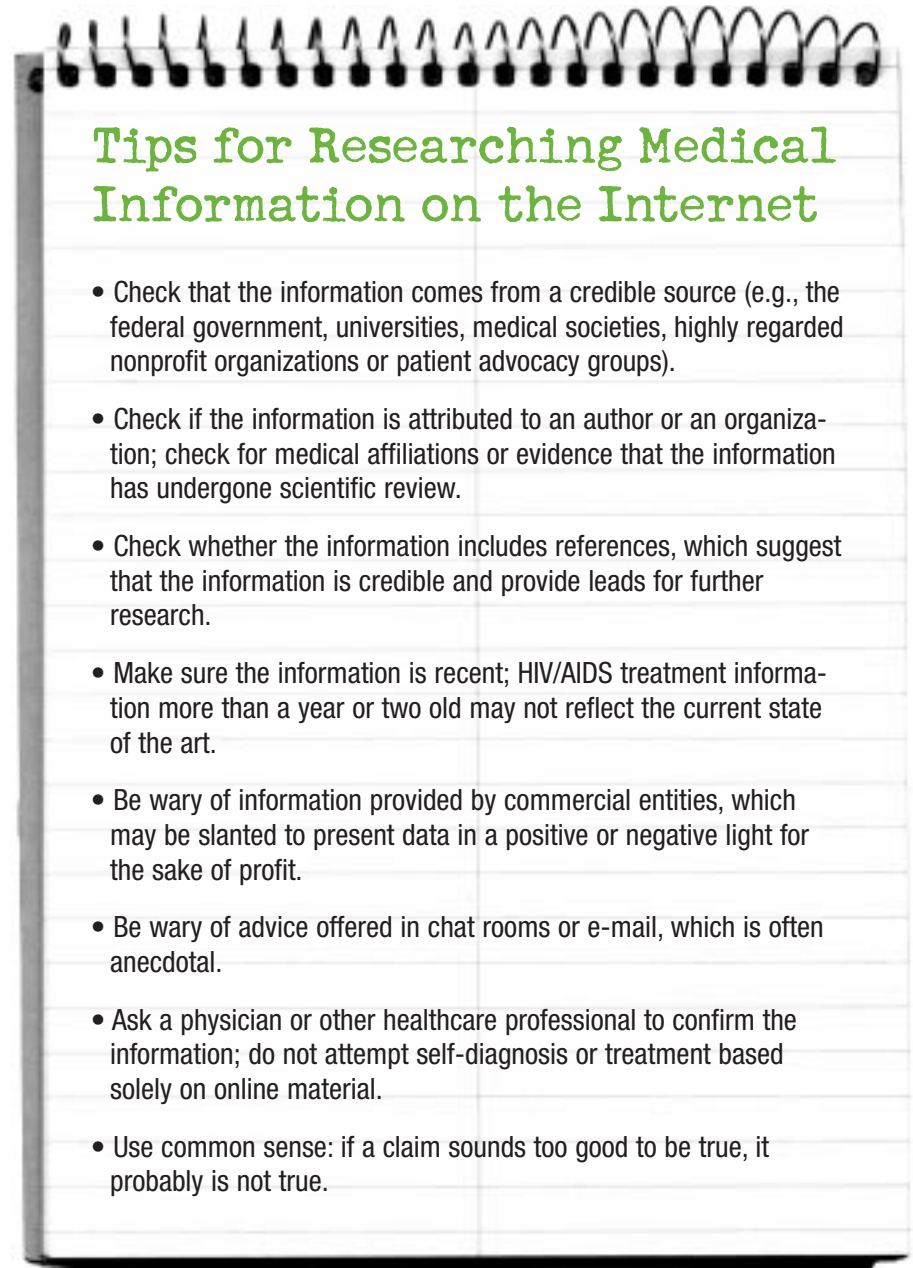 Tips for Researching Medical
Information on the Internet
• Check that the information comes from a credible source (e.g., the
federal government, universities, medical societies, highly regarded
nonprofit organizations or patient advocacy groups).
• Check if the information is attributed to an author or an organiza-
tion; check for medical affiliations or evidence that the information
has undergone scientific review.
• Check whether the information includes references, which suggest
that the information is credible and provide leads for further
research.
• Make sure the information is recent; HIV/AIDS treatment informa-
tion more than a year or two old may not reflect the current state
of the art.
• Be wary of information provided by commercial entities, which
may be slanted to present data in a positive or negative light for
the sake of profit.
• Be wary of advice offered in chat rooms or e-mail, which is often
anecdotal.
• Ask a physician or other healthcare professional to confirm the
information; do not attempt self-diagnosis or treatment based
solely on online material.
• Use common sense: if a claim sounds too good to be true, it
probably is not true.